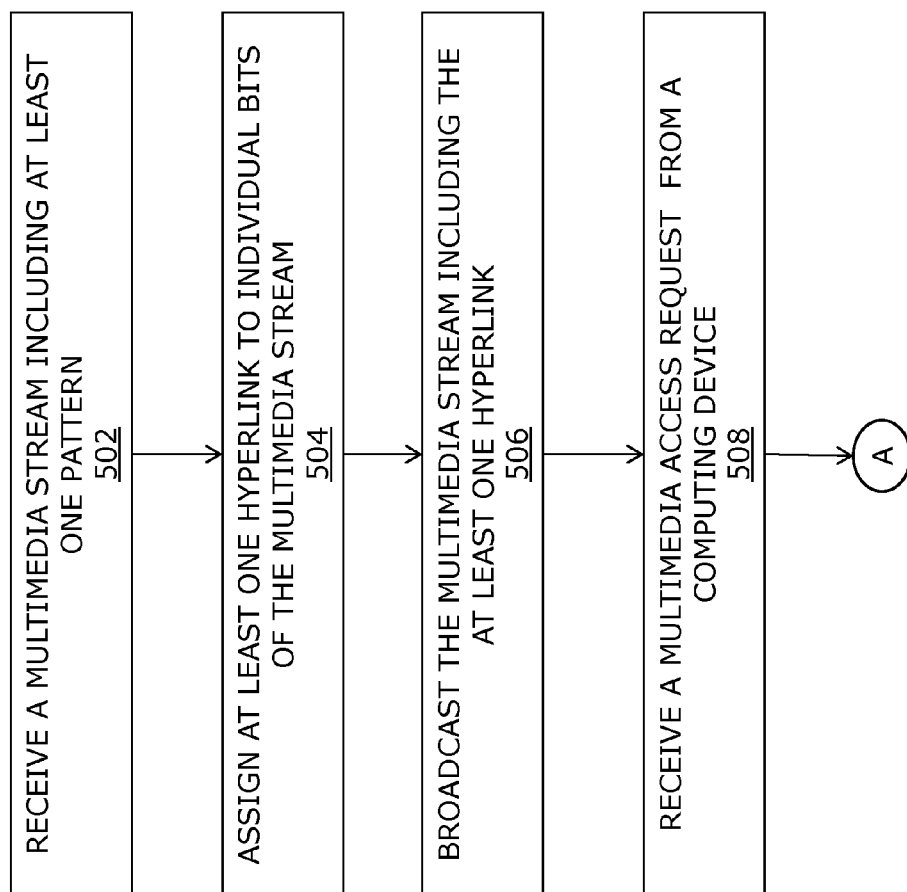 RECEIVE A MULTIMEDIA STREAM INCLUDING AT LEAST
ONE PATTERN
502
ASSIGN AT LEAST ONE HYPERLINK TO INDIVIDUAL BITS
OF THE MULTIMEDIA STREAM
504
BROADCAST THE MULTIMEDIA STREAM INCLUDING THE
AT LEAST ONE HYPERLINK
506
RECEIVE A MULTIMEDIA ACCESS REQUEST FROM A
COMPUTING DEVICE
508
A